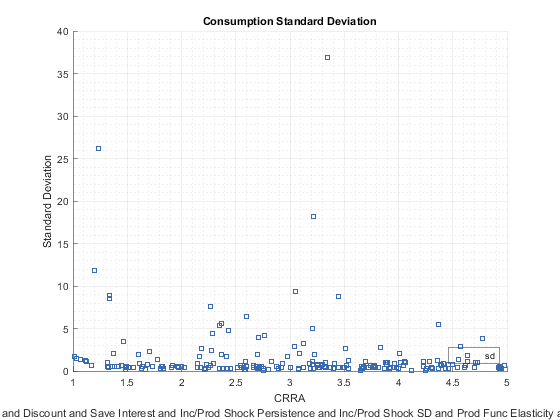 Consumption Standard Deviation
40
35
30
25
20
15
10
5
0
Standard Deviation
sd
1 1.5 2 2.5 3 3.5 4 4.5 5
CRRA
and Discount and Save Interest and Inc/Prod Shock Persistence and Inc/Prod Shock SD and Prod Func Elasticity a